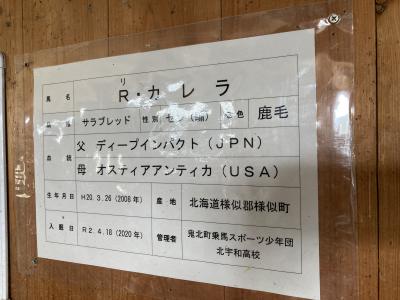 リ
馬名 R・カレラ
サラブレッド 性別 セン 毛色 鹿毛
血統 父 ディープインパクト(JPN)
母 オスティアアンティカ(USA)
生年月日 H20.3.26(2008年) 産地 北海道様似郡様似町
入厩日 R2.4.18(2020年) 管理者 鬼北町乗馬スポーツ少年団
北宇和高校